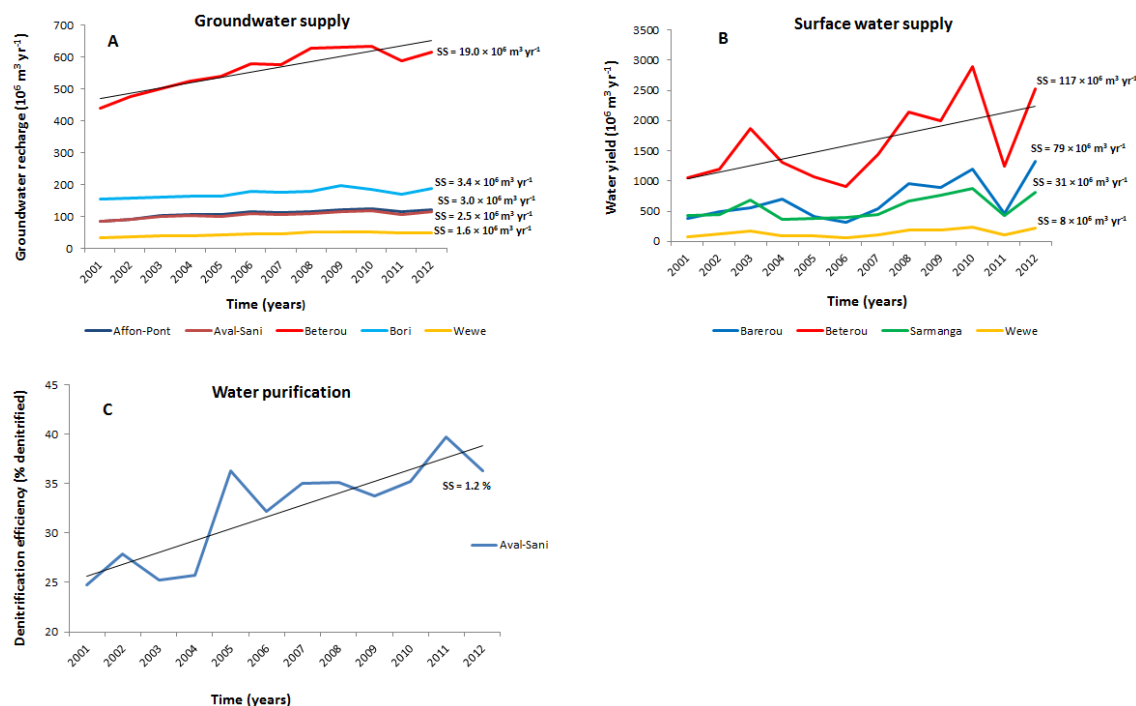 Groundwater supply
A
Groundwater recharge (10⁶ m³ yr⁻¹)
700
600
500
400
300
200
100
0
SS = 19.0 × 10⁶ m³ yr⁻¹
SS = 3.4 × 10⁶ m³ yr⁻¹
SS = 3.0 × 10⁶ m³ yr⁻¹
SS = 2.5 × 10⁶ m³ yr⁻¹
SS = 1.6 × 10⁶ m³ yr⁻¹
2001 2002 2003 2004 2005 2006 2007 2008 2009 2010 2011 2012
Time (years)
Affon-Pont Aval-Sani Beterou Bori Wewe
Surface water supply
B
Water yield (10⁶ m³ yr⁻¹)
3500
3000
2500
2000
1500
1000
500
0
SS = 117 × 10⁶ m³ yr⁻¹
SS = 79 × 10⁶ m³ yr⁻¹
SS = 31 × 10⁶ m³ yr⁻¹
SS = 8 × 10⁶ m³ yr⁻¹
2001 2002 2003 2004 2005 2006 2007 2008 2009 2010 2011 2012
Time (years)
Barerou Beterou Sarmanga Wewe
Water purification
C
Denitrification efficiency (% denitrified)
45
40
35
30
25
20
SS = 1.2 %
Aval-Sani
2001 2002 2003 2004 2005 2006 2007 2008 2009 2010 2011 2012
Time (years)